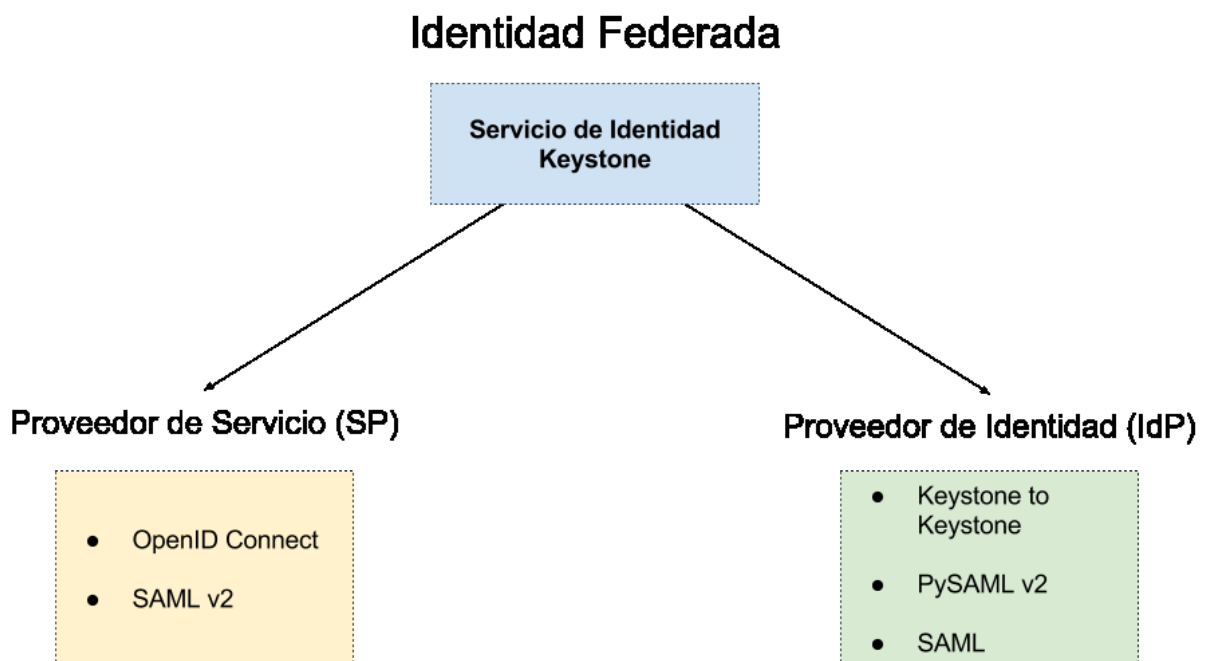 Identidad Federada
Servicio de Identidad
Keystone
Proveedor de Servicio (SP)
OpenID Connect
SAML v2
Proveedor de Identidad (IdP)
Keystone to
Keystone
PySAML v2
SAML